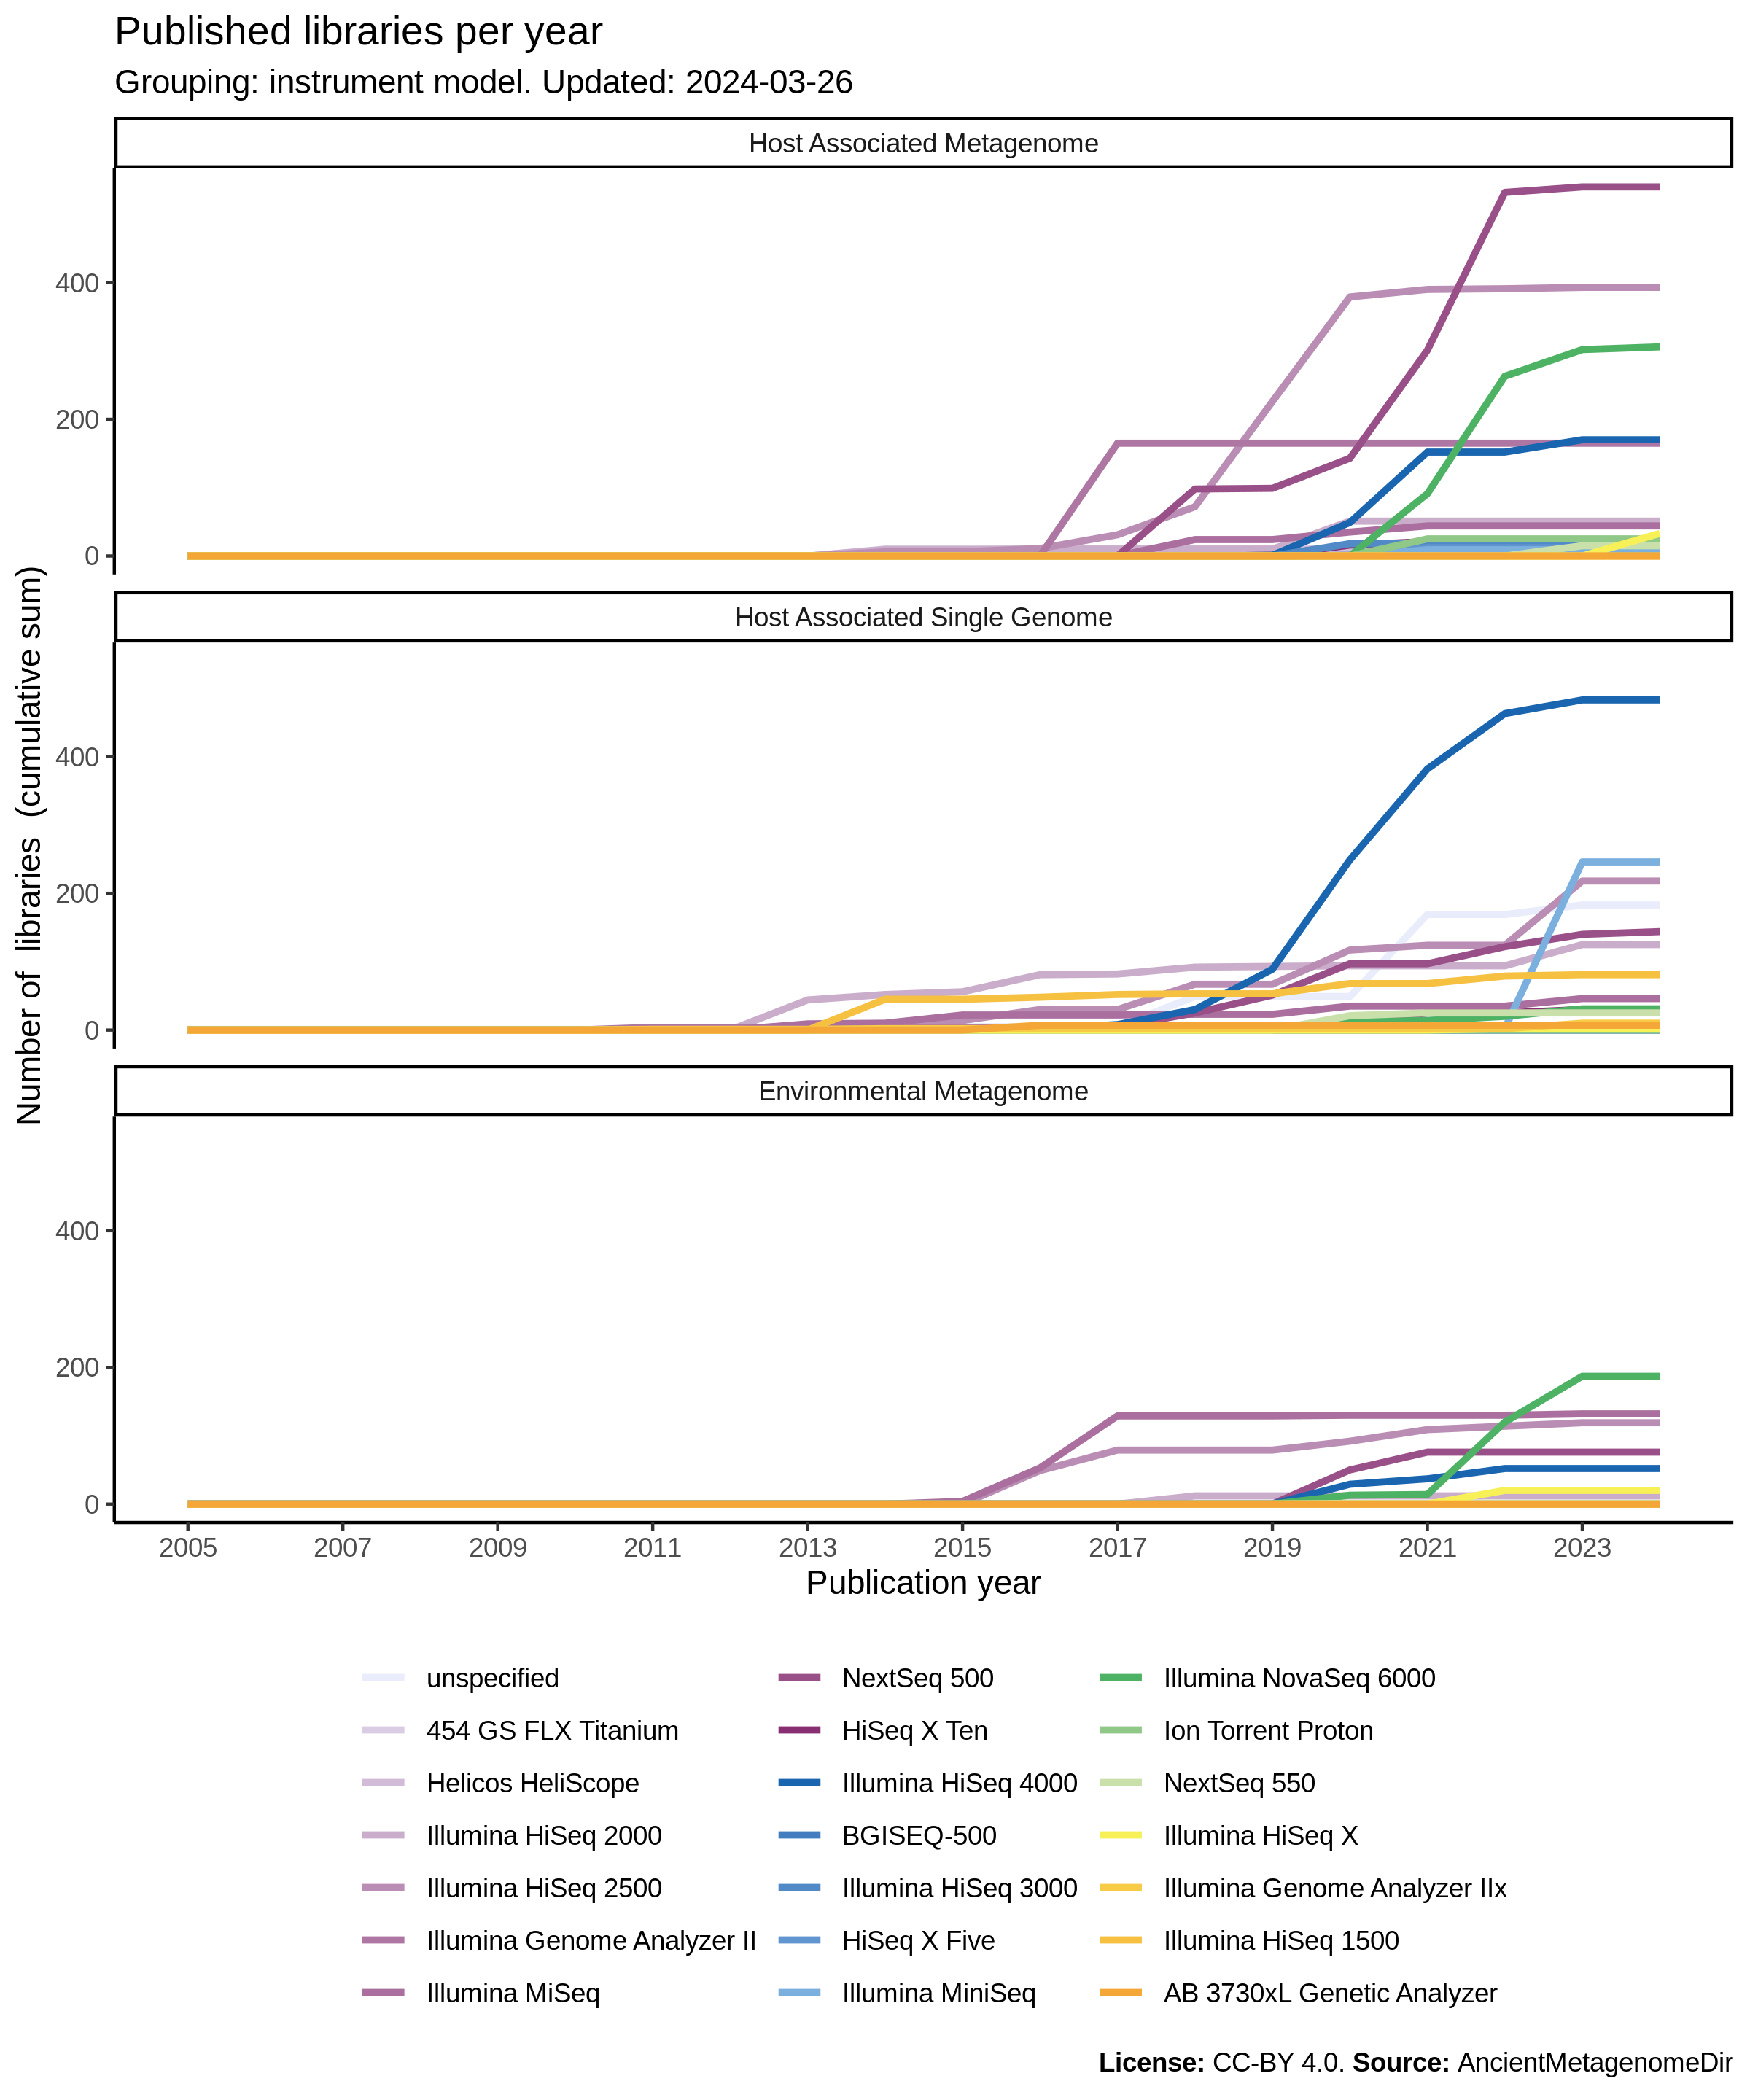 Published libraries per year
Grouping: instrument model. Updated: 2024-03-26
Number of libraries (cumulative sum)
Host Associated Metagenome
400
200
0
Host Associated Single Genome
400
200
0
Environmental Metagenome
400
200
0
2005 2007 2009 2011 2013 2015 2017 2019 2021 2023
Publication year
unspecified
454 GS FLX Titanium
Helicos HeliScope
Illumina HiSeq 2000
Illumina HiSeq 2500
Illumina Genome Analyzer II
Illumina MiSeq
NextSeq 500
HiSeq X Ten
Illumina HiSeq 4000
BGISEQ-500
Illumina HiSeq 3000
HiSeq X Five
Illumina MiniSeq
Illumina NovaSeq 6000
Ion Torrent Proton
NextSeq 550
Illumina HiSeq X
Illumina Genome Analyzer IIx
Illumina HiSeq 1500
AB 3730xL Genetic Analyzer
License: CC-BY 4.0. Source: AncientMetagenomeDir